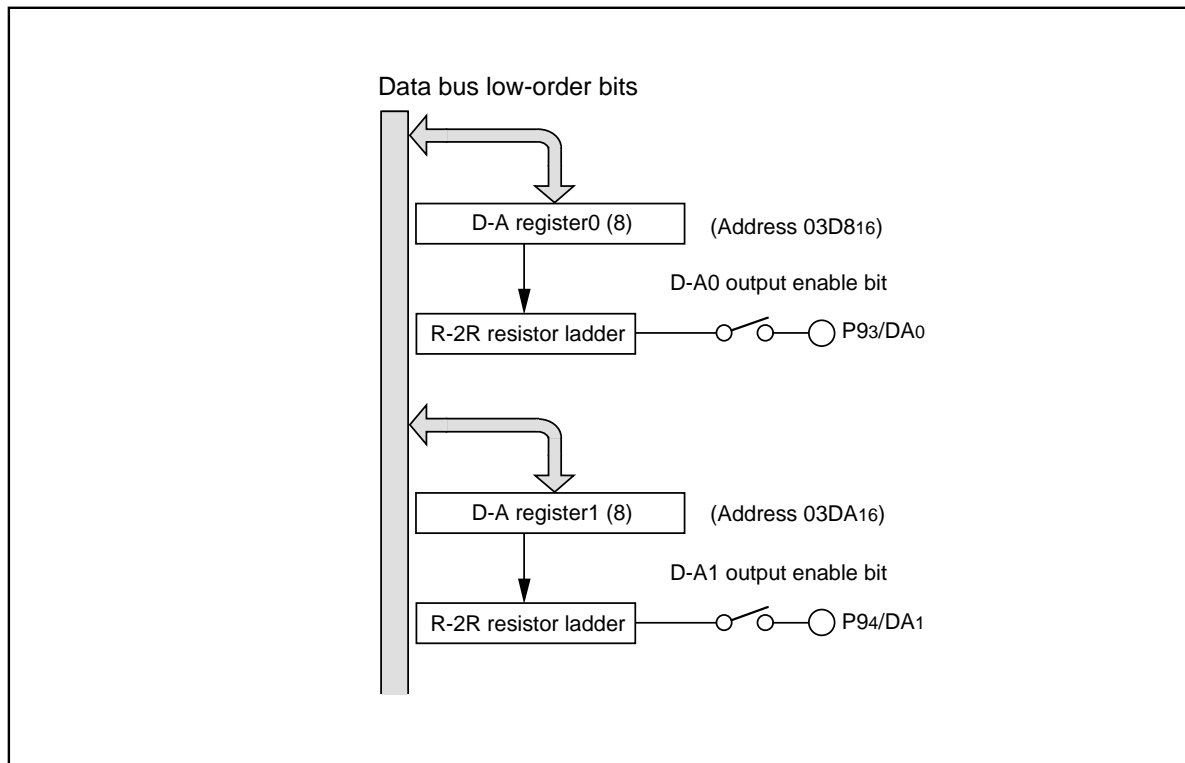 Data bus low-order bits
D-A register0 (8)
(Address 03D816)
D-A0 output enable bit
R-2R resistor ladder
P93/DA0
D-A register1 (8)
(Address 03DA16)
D-A1 output enable bit
R-2R resistor ladder
P94/DA1